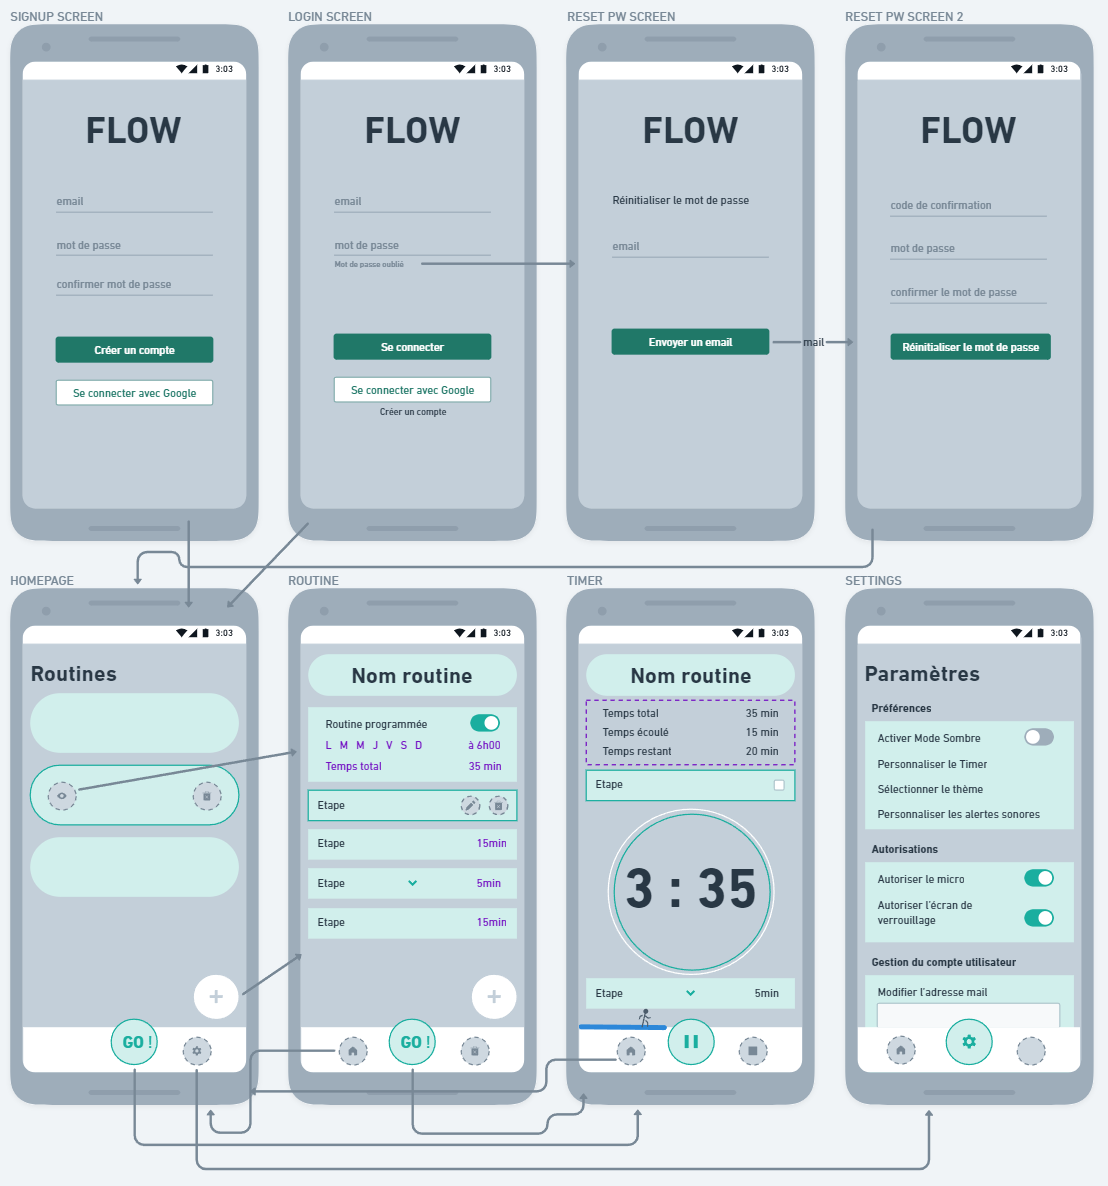 SIGNUP SCREEN
3:03
FLOW
email
mot de passe
confirmer mot de passe
Créer un compte
Se connecter avec Google
LOGIN SCREEN
3:03
FLOW
email
mot de passe
Mot de passe oublié
Se connecter
Se connecter avec Google
Créer un compte
RESET PW SCREEN
3:03
FLOW
Réinitialiser le mot de passe
email
Envoyer un email
mail
RESET PW SCREEN 2
3:03
FLOW
code de confirmation
mot de passe
confirmer le mot de passe
Réinitialiser le mot de passe
HOMEPAGE
3:03
Routines
+
GO !
ROUTINE
3:03
Nom routine
Routine programmée
L M M J V S D à 6h00
Temps total 35 min
Etape
Etape 15min
Etape 5min
Etape 15min
+
GO !
TIMER
3:03
Nom routine
Temps total 35 min
Temps écoulé 15 min
Temps restant 20 min
Etape
3 : 35
Etape 5min
SETTINGS
3:03
Paramètres
Préférences
Activer Mode Sombre
Personnaliser le Timer
Sélectionner le thème
Personnaliser les alertes sonores
Autorisations
Autoriser le micro
Autoriser l'écran de
verrouillage
Gestion du compte utilisateur
Modifier l'adresse mail